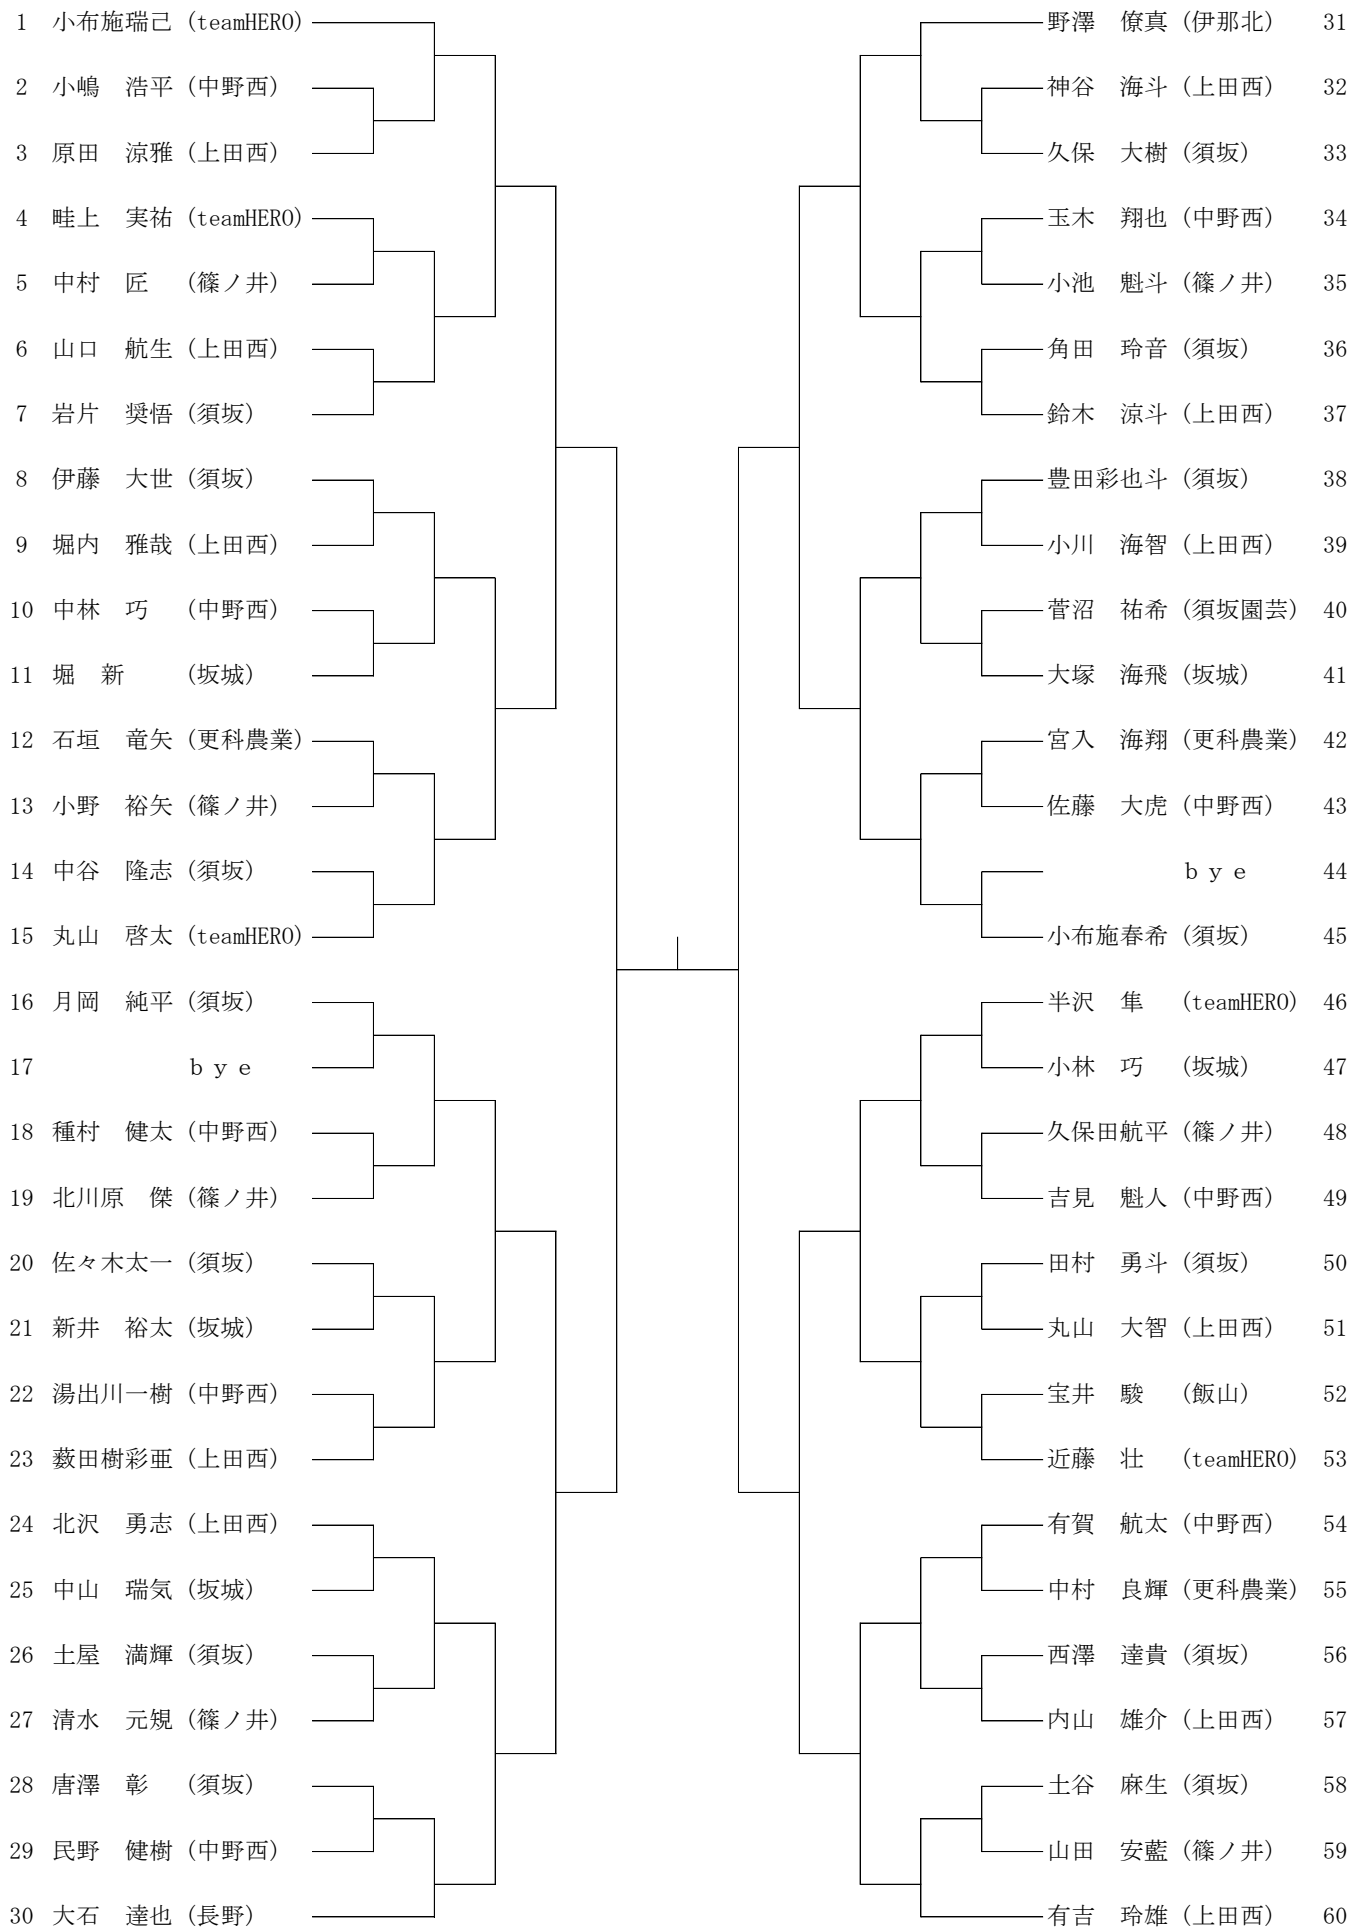 1 小布施瑞己 (teamHERO)
2 小嶋 浩平 (中野西)
3 原田 涼雅 (上田西)
4 畦上 実祐 (teamHERO)
5 中村 匠 (篠ノ井)
6 山口 航生 (上田西)
7 岩片 奨悟 (須坂)
8 伊藤 大世 (須坂)
9 堀内 雅哉 (上田西)
10 中林 巧 (中野西)
11 堀 新 (坂城)
12 石垣 竜矢 (更科農業)
13 小野 裕矢 (篠ノ井)
14 中谷 隆志 (須坂)
15 丸山 啓太 (teamHERO)
16 月岡 純平 (須坂)
17 ｂｙｅ
18 種村 健太 (中野西)
19 北川原 傑 (篠ノ井)
20 佐々木太一 (須坂)
21 新井 裕太 (坂城)
22 湯出川一樹 (中野西)
23 薮田樹彩亜 (上田西)
24 北沢 勇志 (上田西)
25 中山 瑞気 (坂城)
26 土屋 満輝 (須坂)
27 清水 元規 (篠ノ井)
28 唐澤 彰 (須坂)
29 民野 健樹 (中野西)
30 大石 達也 (長野)
野澤 僚真 (伊那北) 31
神谷 海斗 (上田西) 32
久保 大樹 (須坂) 33
玉木 翔也 (中野西) 34
小池 魁斗 (篠ノ井) 35
角田 玲音 (須坂) 36
鈴木 涼斗 (上田西) 37
豊田彩也斗 (須坂) 38
小川 海智 (上田西) 39
菅沼 祐希 (須坂園芸) 40
大塚 海飛 (坂城) 41
宮入 海翔 (更科農業) 42
佐藤 大虎 (中野西) 43
ｂｙｅ 44
小布施春希 (須坂) 45
半沢 隼 (teamHERO) 46
小林 巧 (坂城) 47
久保田航平 (篠ノ井) 48
吉見 魁人 (中野西) 49
田村 勇斗 (須坂) 50
丸山 大智 (上田西) 51
宝井 駿 (飯山) 52
近藤 壮 (teamHERO) 53
有賀 航太 (中野西) 54
中村 良輝 (更科農業) 55
西澤 達貴 (須坂) 56
内山 雄介 (上田西) 57
土谷 麻生 (須坂) 58
山田 安藍 (篠ノ井) 59
有吉 玲雄 (上田西) 60